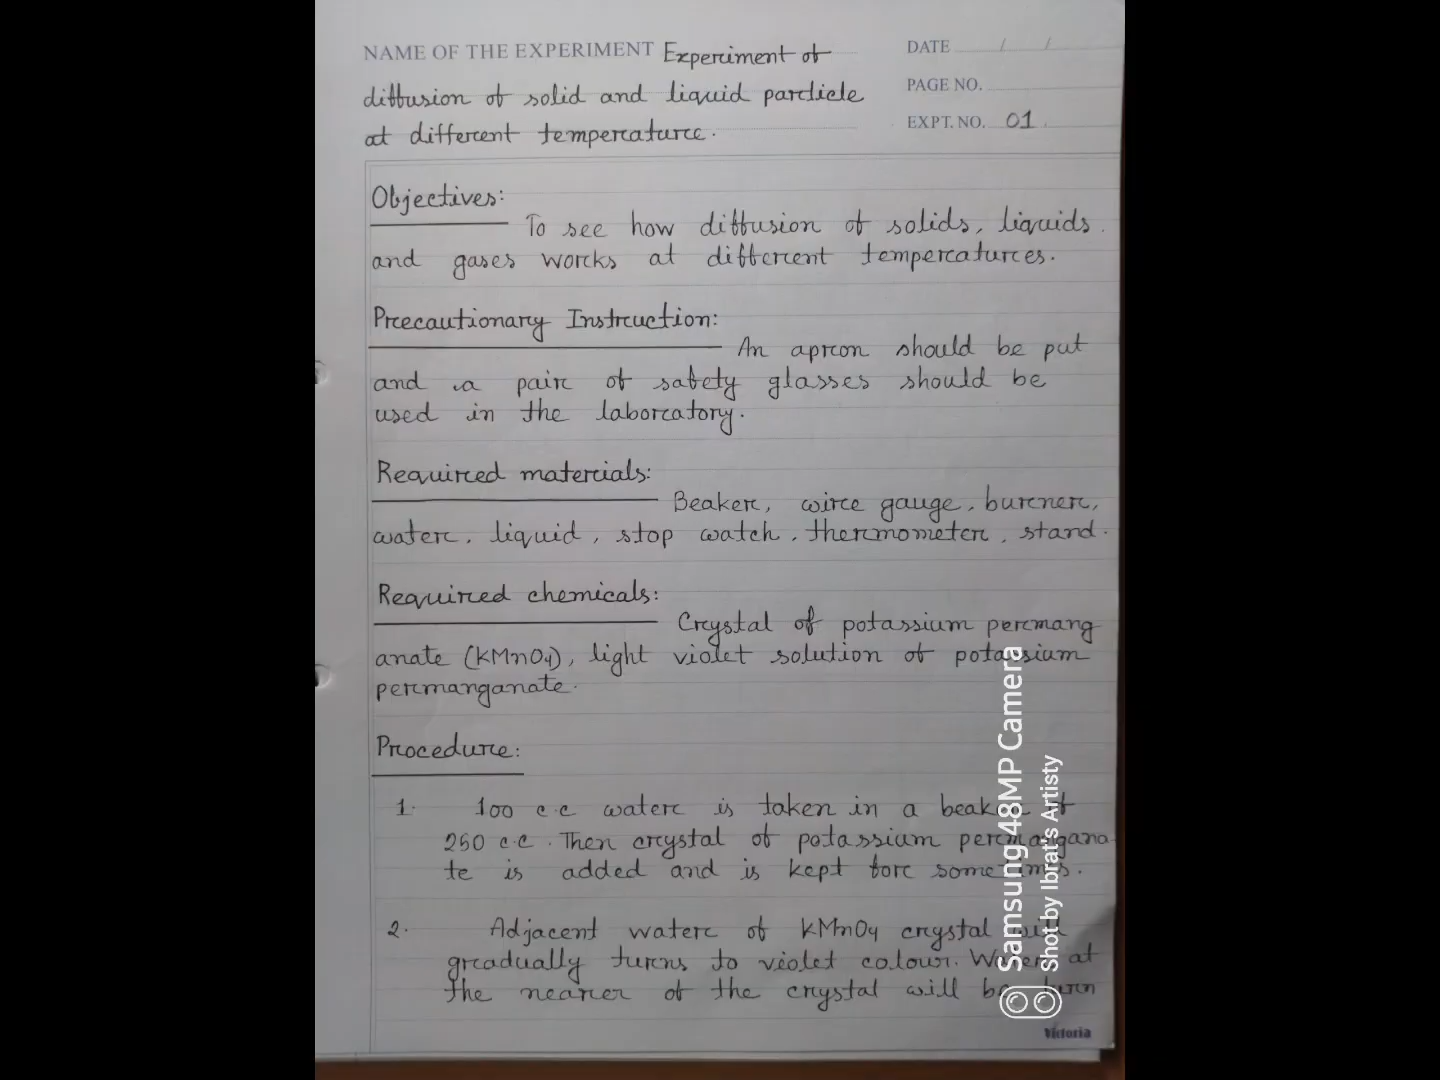 NAME OF THE EXPERIMENT Experiment of
diffusion of solid and liquid particle
at different temperature.
DATE / /
PAGE NO.
EXPT. NO. 01
Objectives:
To see how diffusion of solids, liquids
and gases works at different temperatures.
Precautionary Instruction:
An apron should be put
and a pair of safety glasses should be
used in the laboratory.
Required materials:
Beaker, wire gauge, burner,
water, liquid, stop watch, thermometer, stand.
Required chemicals:
Crystal of potassium permang
anate (KMnO4), light violet solution of potassium
permanganate.
Procedure:
1. 100 c.c water is taken in a beaker of
250 c.c. Then crystal of potassium permangana
te is added and is kept for sometimes.
2. Adjacent water of KMnO4 crystal will
gradually turns to violet colour. Water at
the nearer of the crystal will be turn
Victoria
Samsung 48MP Camera
Shot by Ibrat's Artisty